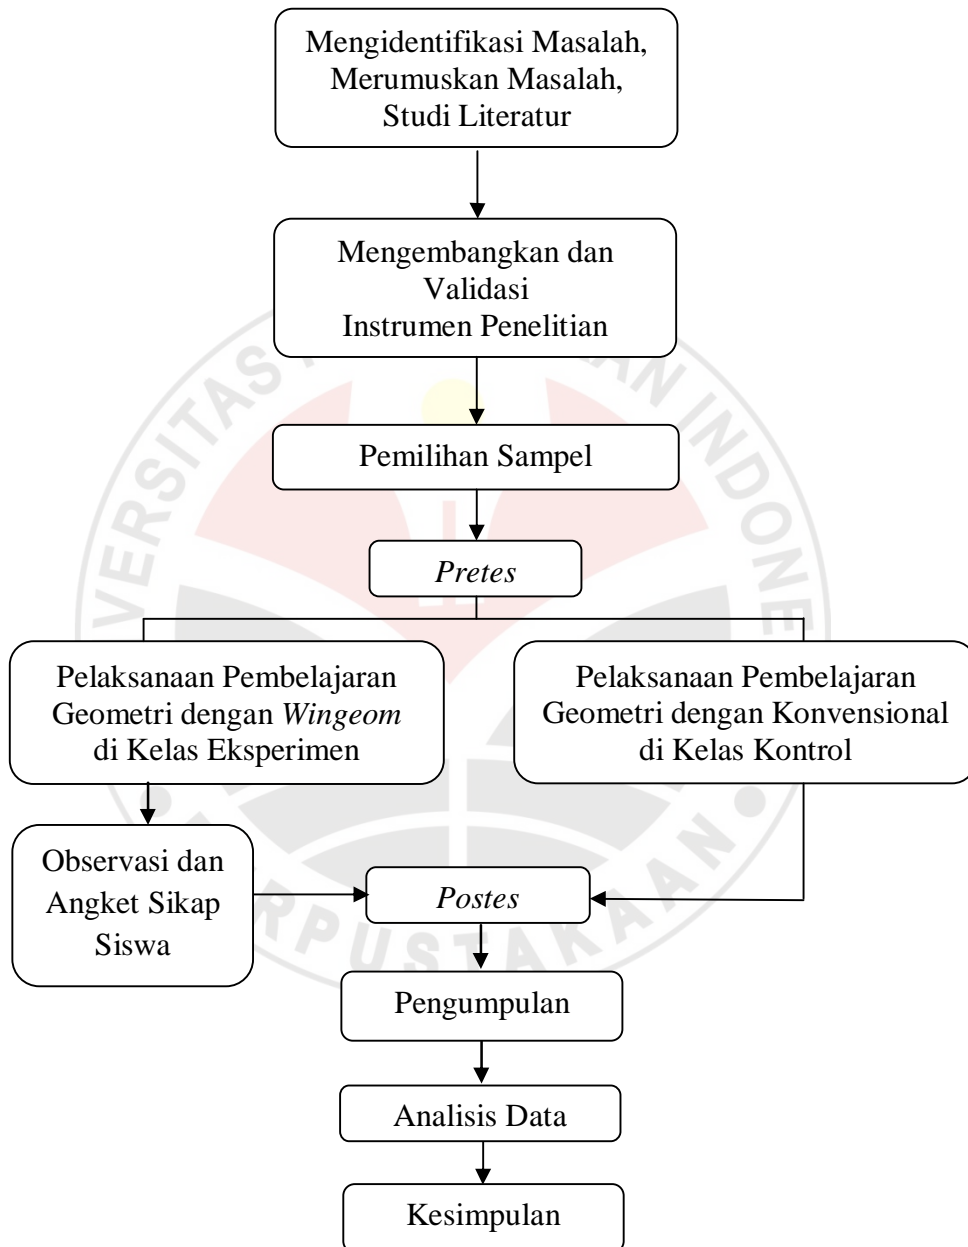 Mengidentifikasi Masalah,
Merumuskan Masalah,
Studi Literatur
Mengembangkan dan
Validasi
Instrumen Penelitian
Pemilihan Sampel
Pretes
Pelaksanaan Pembelajaran
Geometri dengan Wingeom
di Kelas Eksperimen
Pelaksanaan Pembelajaran
Geometri dengan Konvensional
di Kelas Kontrol
Observasi dan
Angket Sikap
Siswa
Postes
Pengumpulan
Analisis Data
Kesimpulan